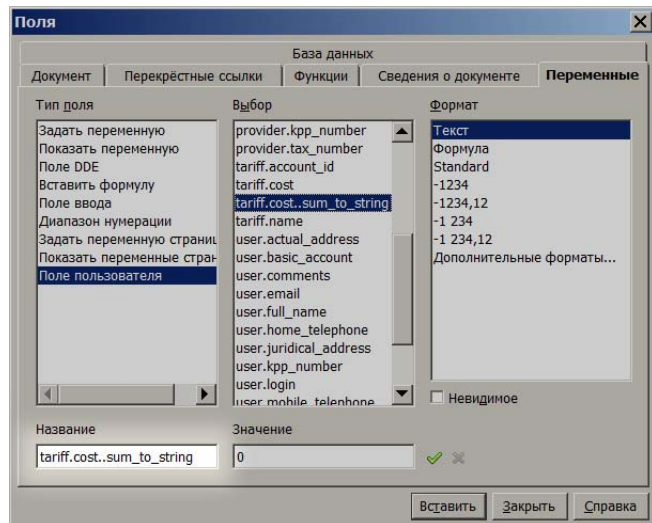 Поля
База данных
Документ
Перекрёстные ссылки
Функции
Сведения о документе
Переменные
Тип поля
Задать переменную
Показать переменную
Поле DDE
Вставить формулу
Поле ввода
Диапазон нумерации
Задать переменную страниц
Показать переменные стран
Поле пользователя
Выбор
provider.kpp_number
provider.tax_number
tariff.account_id
tariff.cost
tariff.cost..sum_to_string
tariff.name
user.actual_address
user.basic_account
user.comments
user.email
user.full_name
user.home_telephone
user.juridical_address
user.kpp_number
user.login
user.mobile_telephone
Формат
Текст
Формула
Standard
-1234
-1234,12
-1 234
-1 234,12
Дополнительные форматы...
Невидимое
Название
tariff.cost..sum_to_string
Значение
0
Вставить
Закрыть
Справка